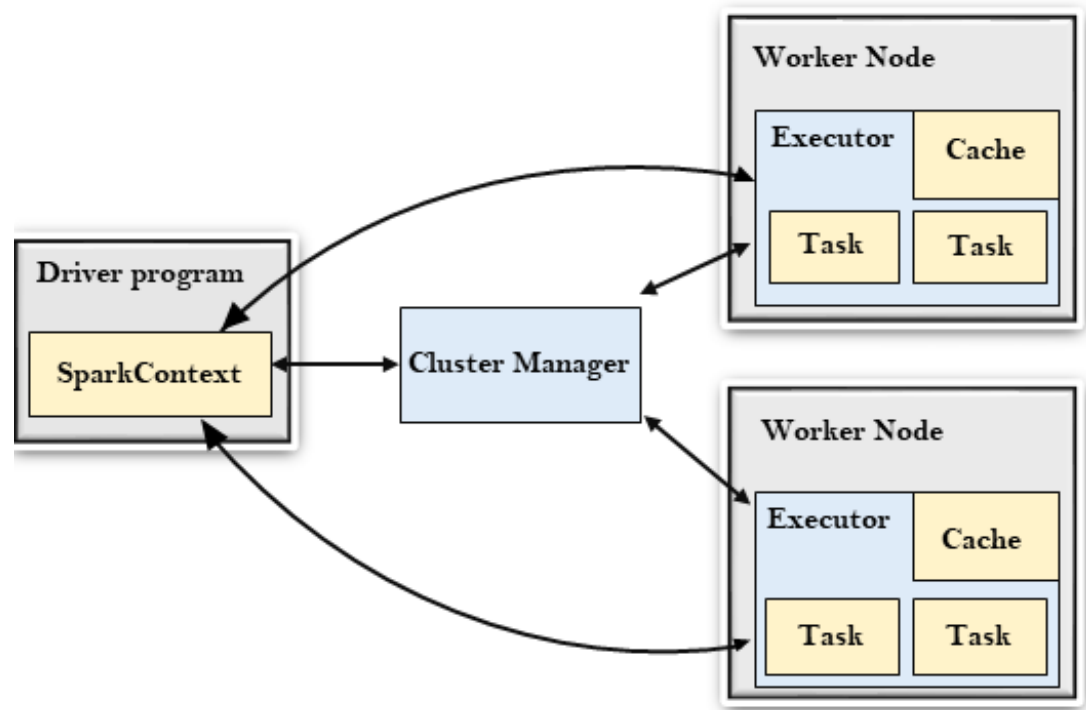 Driver program
SparkContext
Cluster Manager
Worker Node
Executor
Cache
Task
Task
Worker Node
Executor
Cache
Task
Task